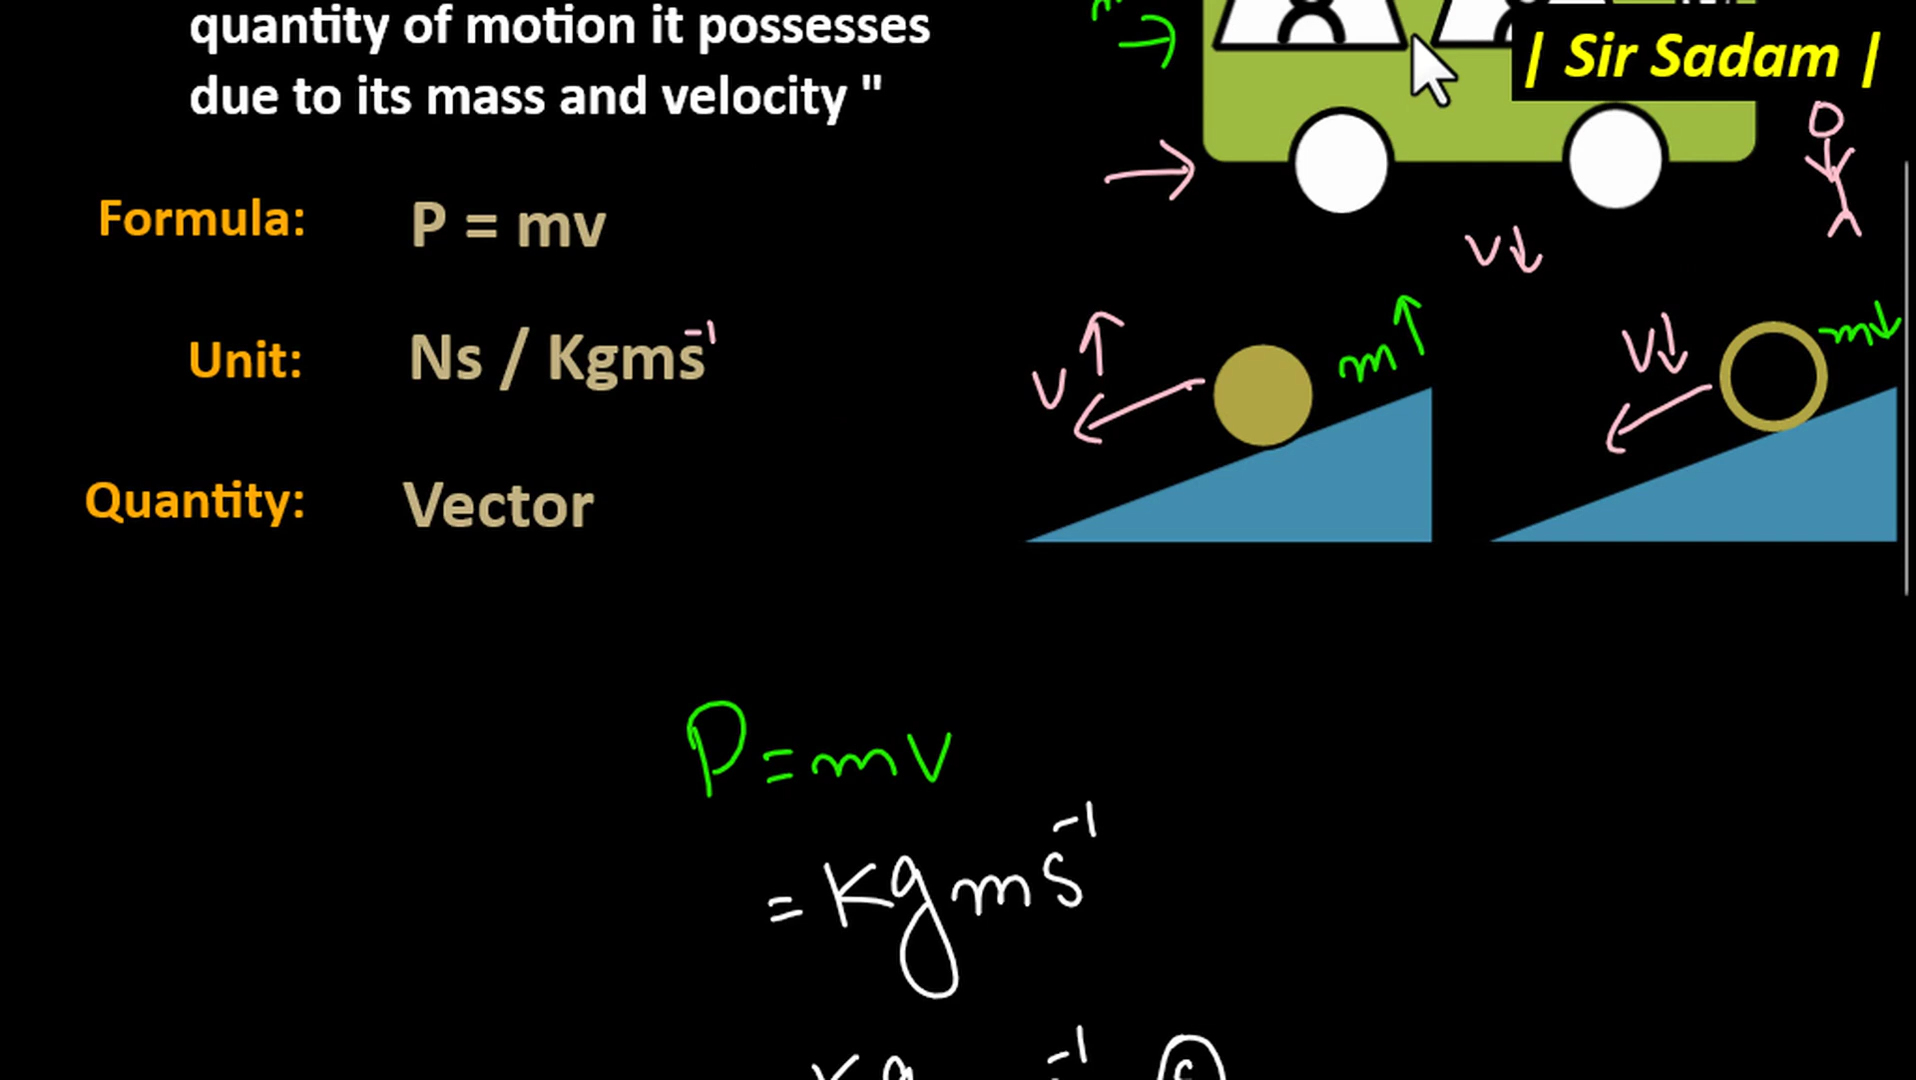 quantity of motion it possesses
due to its mass and velocity "
| Sir Sadam |
Formula: P = mv
Unit: Ns / Kgms⁻¹
Quantity: Vector
V↓
V↑
m↑
V↓
m↓
P = mv
= Kgms⁻¹